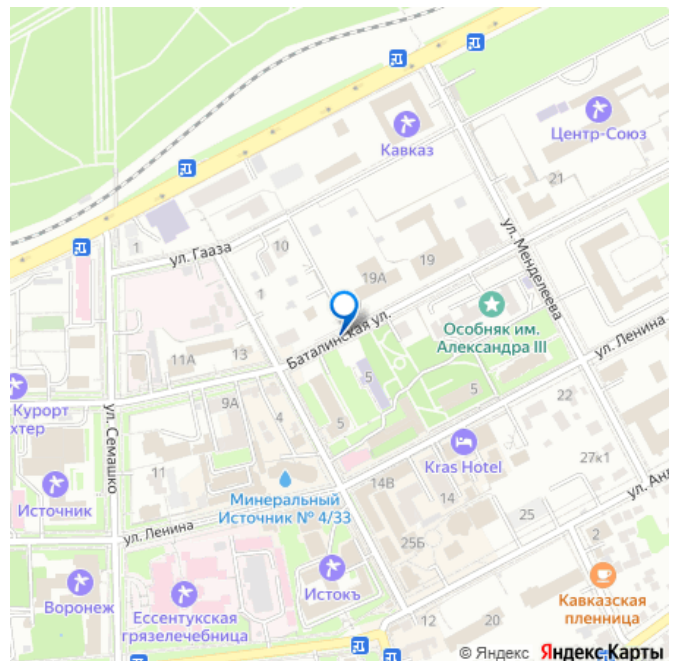 Кавказ
Центр-Союз
21
ул. Менделеева
1
ул. Гааза
10
19
19А
1
Баталинская ул.
Особняк им.
Александра III
ул. Ленина
11А
13
5
5
5
22
Курорт
хтер
ул. Семашко
9А
4
11
Kras Hotel
27к1
Источник
Минеральный
Источник № 4/33
14В
14
ул. Анд
ул. Ленина
25
25Б
2
Воронеж
Ессентукская
грязелечебница
Истокъ
12
20
Кавказская
пленница
© Яндекс Яндекс Карты